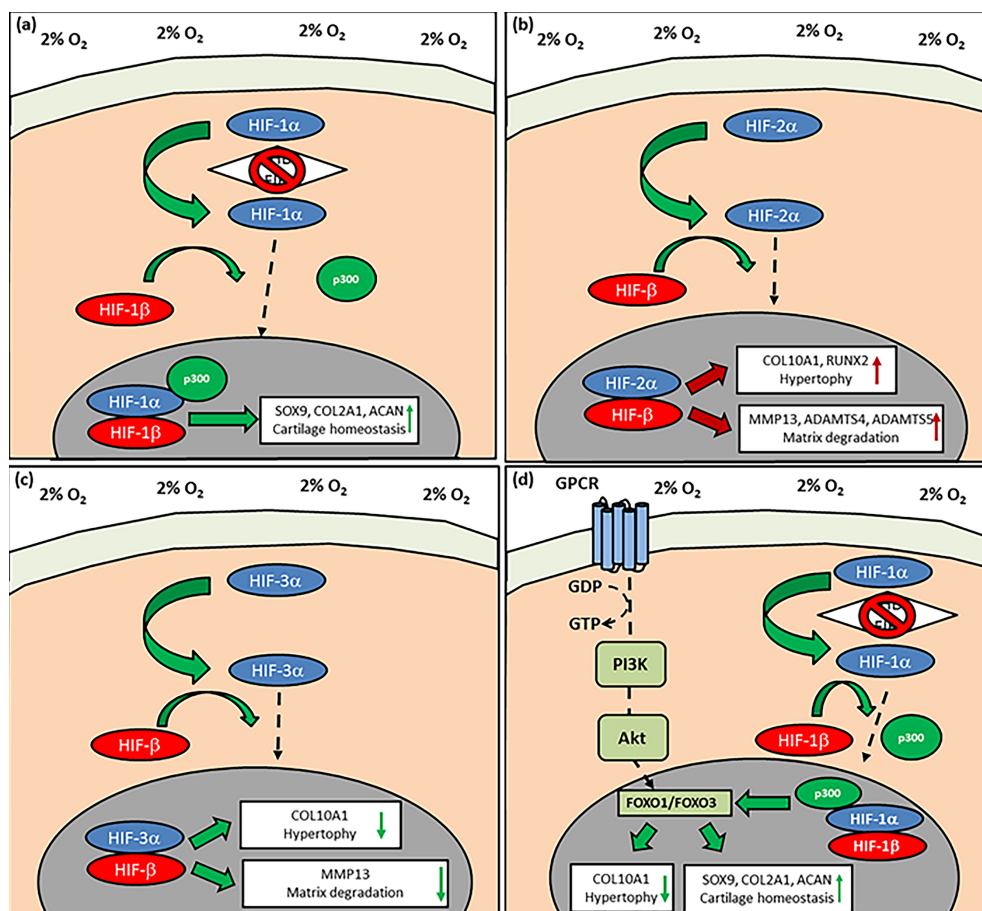 (a)
2% O₂
2% O₂
2% O₂
2% O₂
HIF-1α
HIF-1α
HIF-1β
p300
p300
HIF-1α
HIF-1β
SOX9, COL2A1, ACAN
Cartilage homeostasis
(b)
2% O₂
2% O₂
2% O₂
2% O₂
HIF-2α
HIF-2α
HIF-β
HIF-2α
HIF-β
COL10A1, RUNX2
Hypertophy
MMP13, ADAMTS4, ADAMTS5
Matrix degradation
(c)
2% O₂
2% O₂
2% O₂
2% O₂
HIF-3α
HIF-3α
HIF-β
HIF-3α
HIF-β
COL10A1
Hypertophy
MMP13
Matrix degradation
(d)
GPCR
2% O₂
2% O₂
2% O₂
GDP
GTP
PI3K
Akt
HIF-1α
HIF-1α
HIF-1β
p300
FOXO1/FOXO3
p300
HIF-1α
HIF-1β
COL10A1
Hypertophy
SOX9, COL2A1, ACAN
Cartilage homeostasis